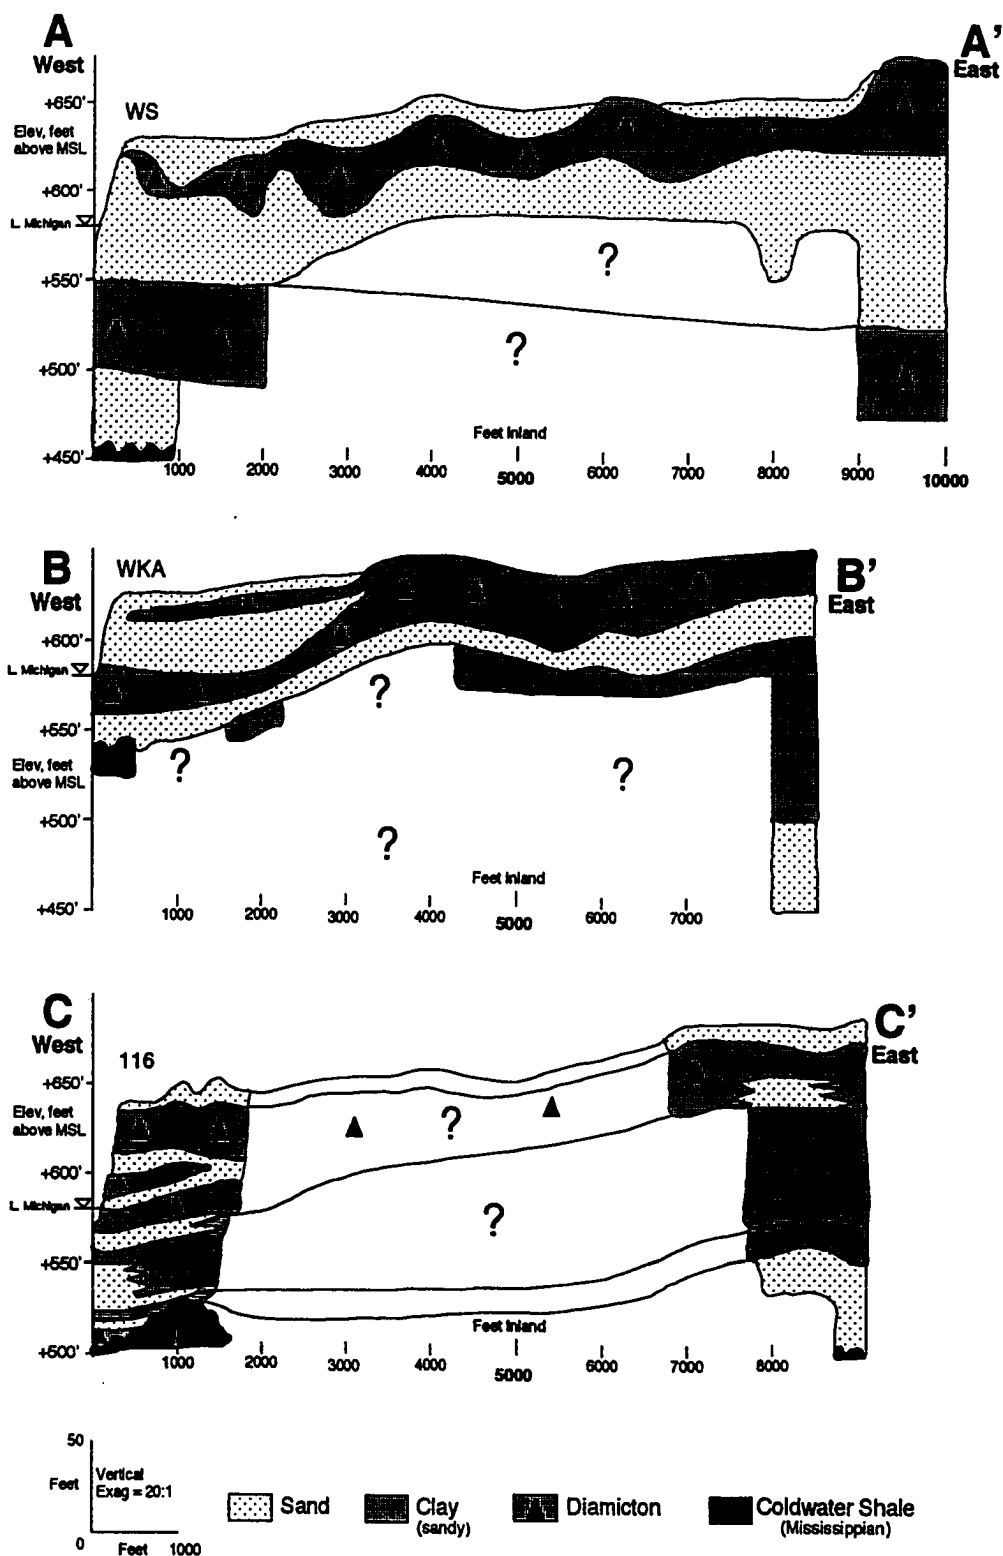 A
West
A'
East
WS
+650'
Elev, feet
above MSL
+600'
L. Michigan
+550'
?
?
+500'
Feet Inland
+450'
1000 2000 3000 4000 5000 6000 7000 8000 9000 10000
B
West
WKA
B'
East
+600'
L. Michigan
?
+550'
?
Elev, feet
above MSL
?
+500'
?
Feet Inland
+450'
1000 2000 3000 4000 5000 6000 7000
C
West
C'
East
116
+650'
Elev, feet
above MSL
?
+600'
L. Michigan
?
+550'
Feet Inland
+500'
1000 2000 3000 4000 5000 6000 7000 8000
50
Feet
Vertical
Exag = 20:1
0
Feet 1000
Sand
Clay
(sandy)
Diamicton
Coldwater Shale
(Mississippian)